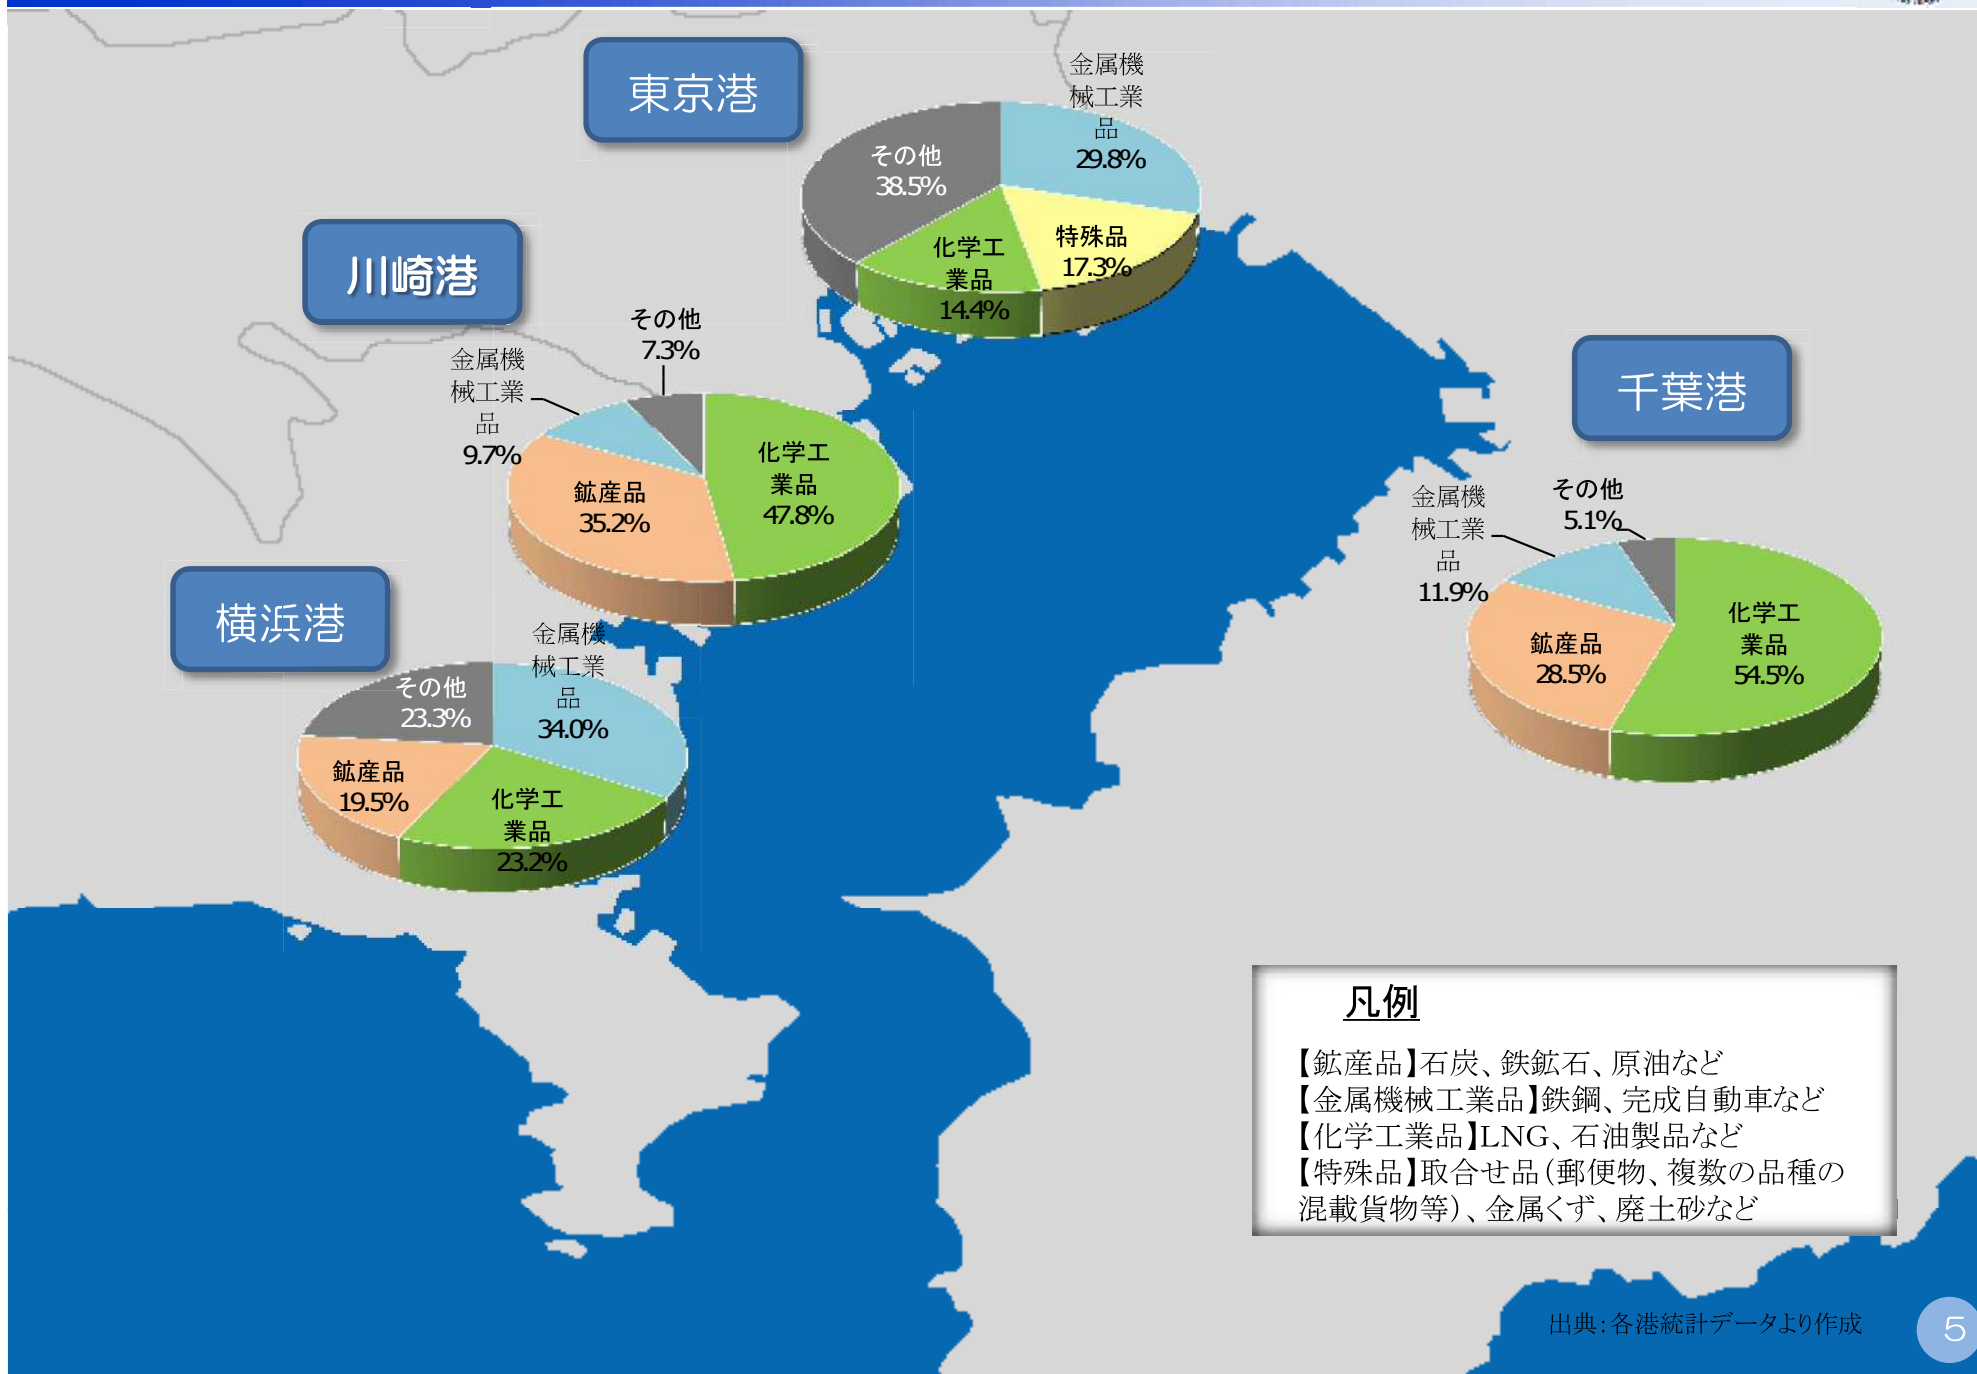 東京港
金属機
械工業
品
29.8%
その他
38.5%
特殊品
17.3%
化学工
業品
14.4%
川崎港
その他
7.3%
金属機
械工業
品
9.7%
化学工
業品
47.8%
鉱産品
35.2%
千葉港
その他
5.1%
金属機
械工業
品
11.9%
化学工
業品
54.5%
鉱産品
28.5%
横浜港
金属機
械工業
品
34.0%
その他
23.3%
鉱産品
19.5%
化学工
業品
23.2%
凡例
【鉱産品】石炭、鉄鉱石、原油など
【金属機械工業品】鉄鋼、完成自動車など
【化学工業品】LNG、石油製品など
【特殊品】取合せ品(郵便物、複数の品種の
混載貨物等)、金属くず、廃土砂など
出典:各港統計データより作成
5